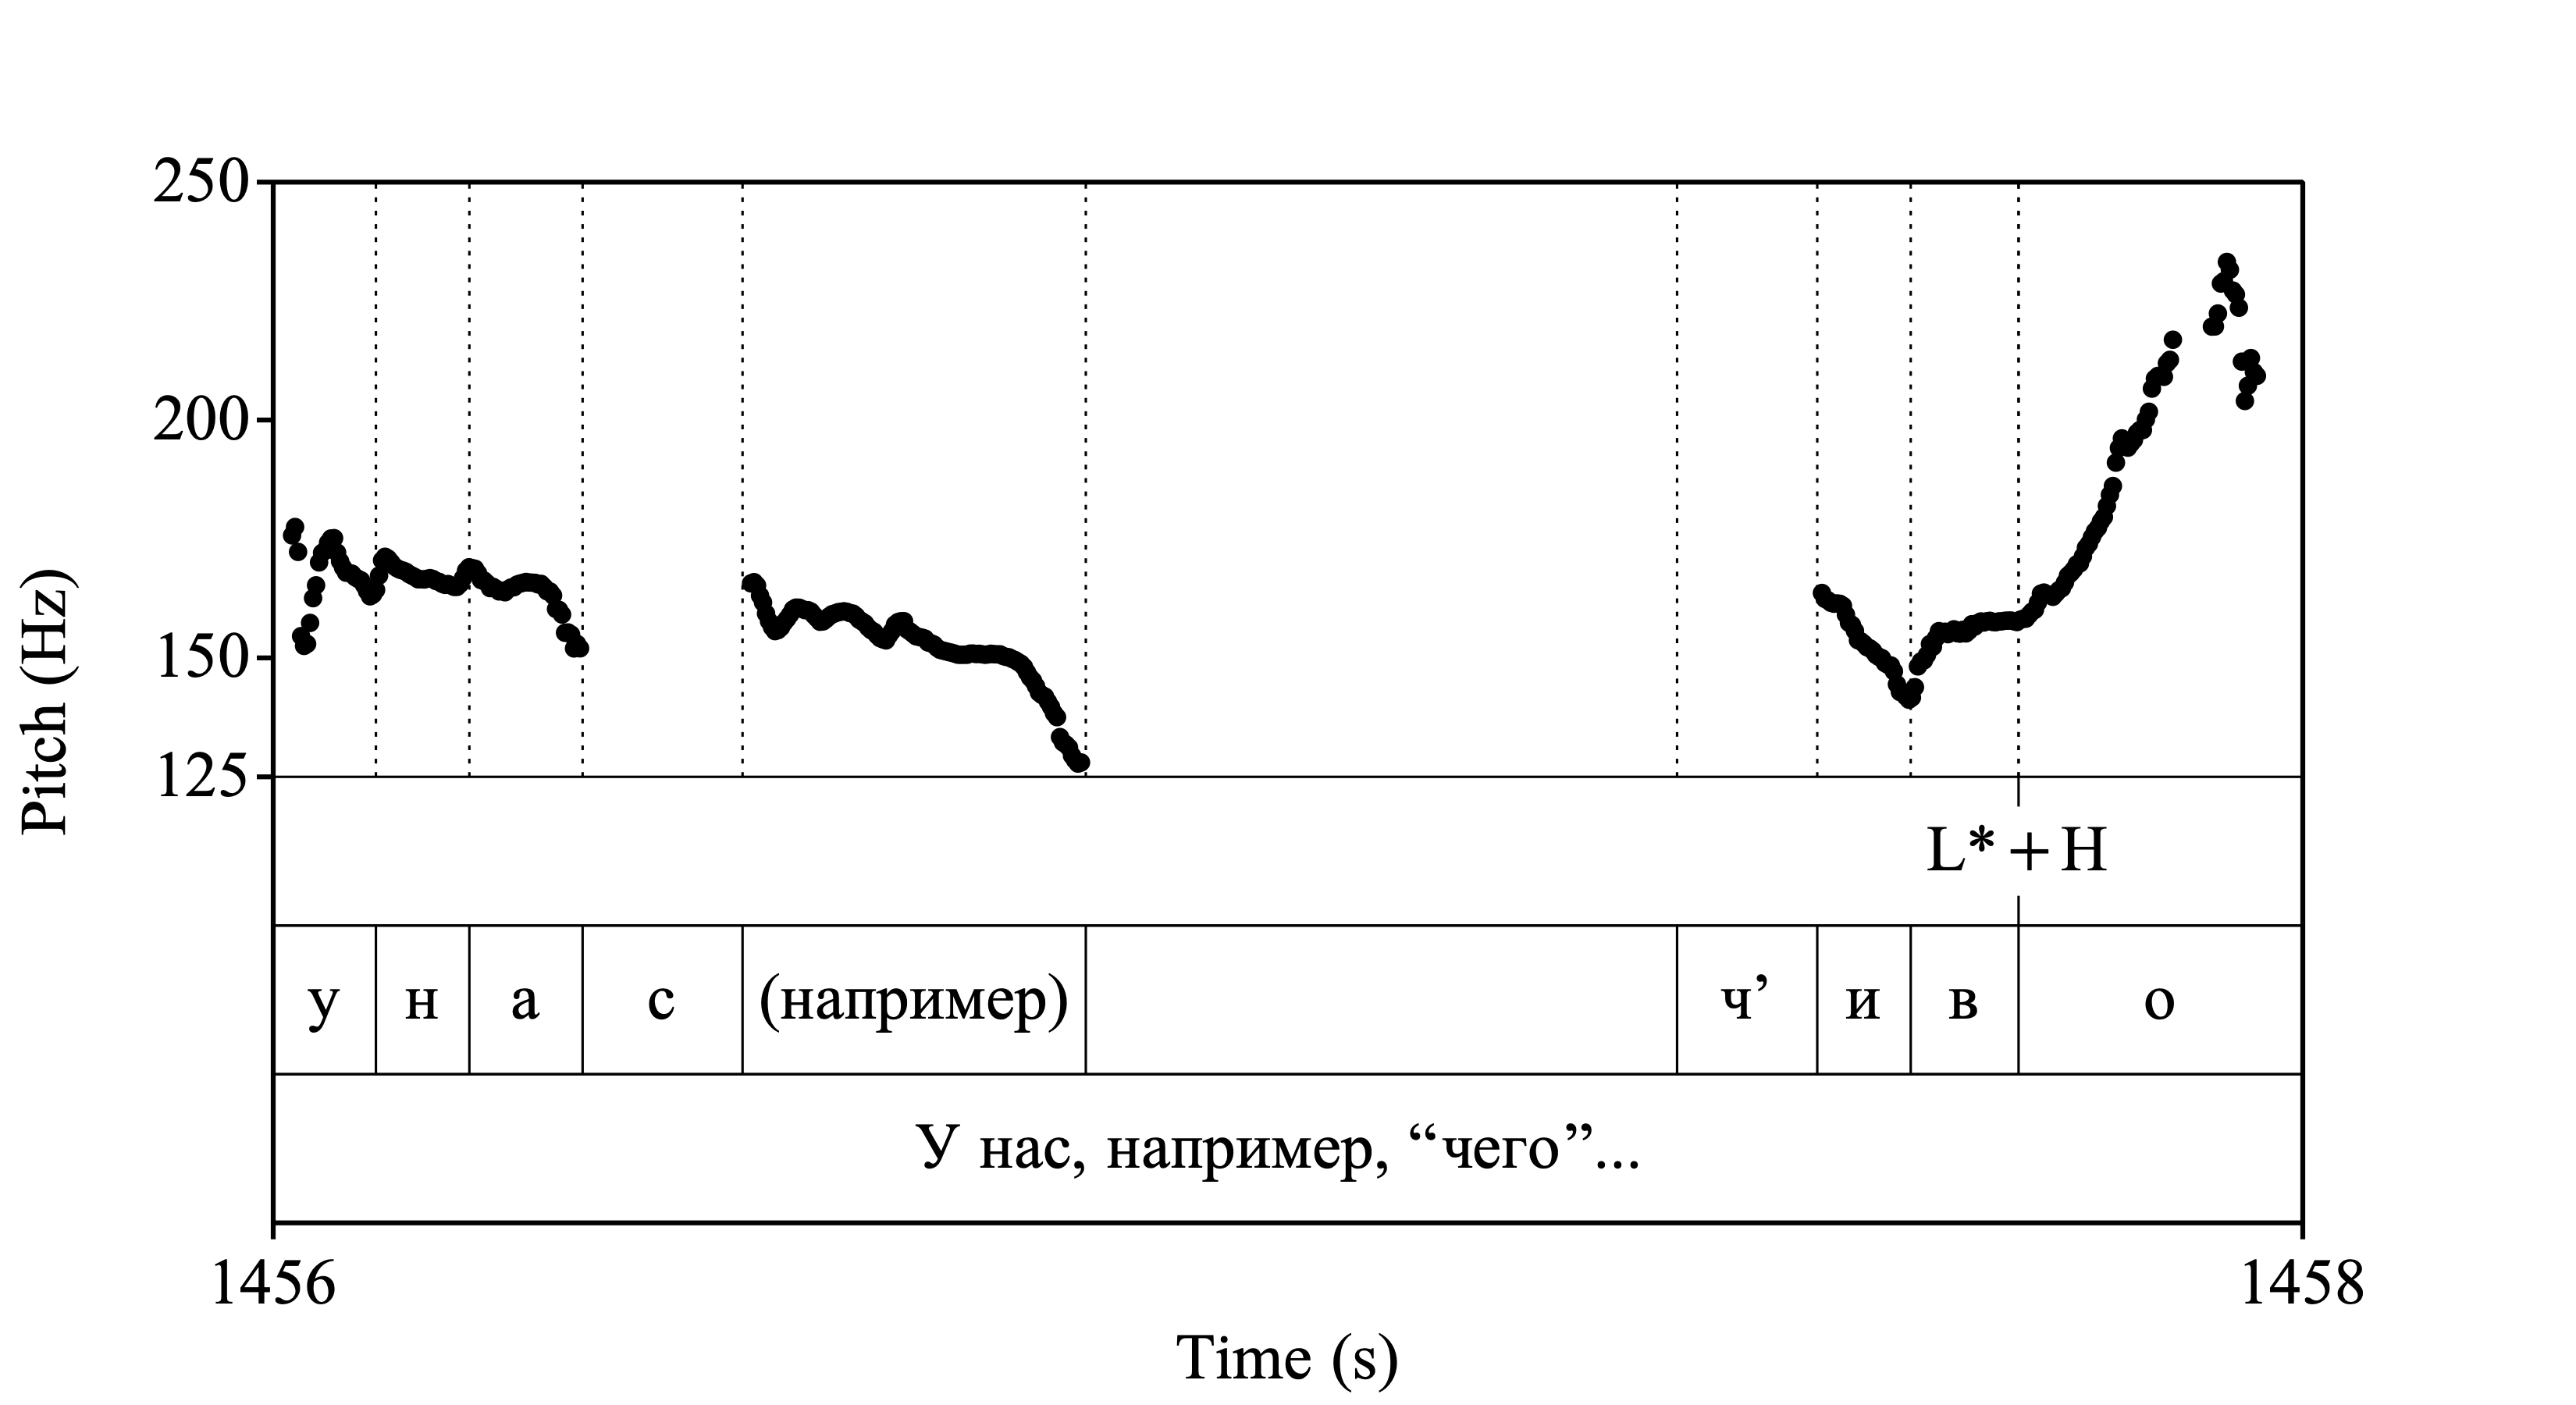 250
200
150
125
Pitch (Hz)
L*+H
у н а с (например) ч’ и в о
У нас, например, “чего”...
1456 1458
Time (s)